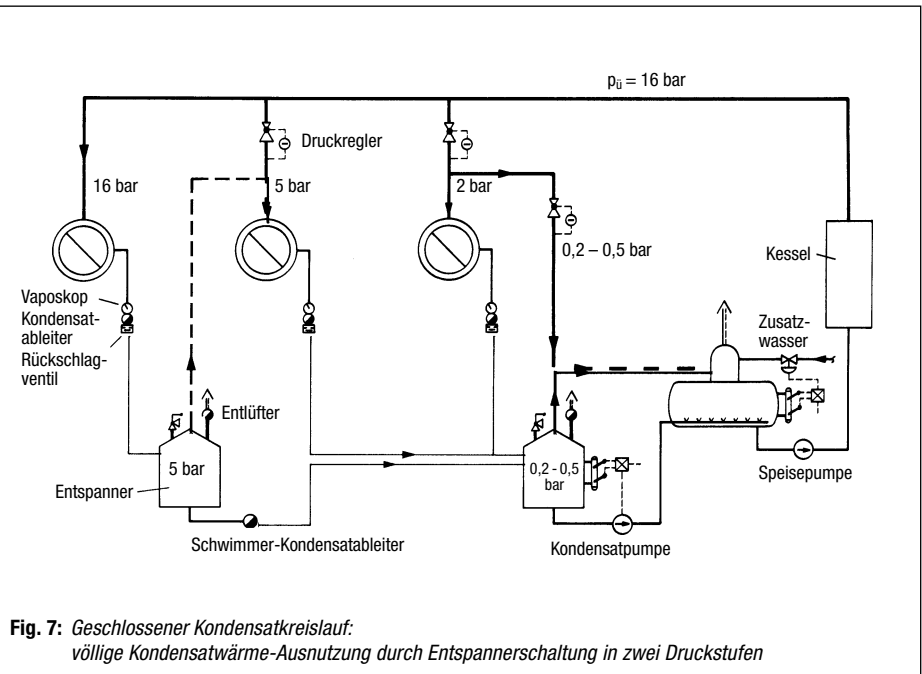 pü = 16 bar
Druckregler
16 bar
5 bar
2 bar
0,2 – 0,5 bar
Kessel
Vaposkop
Kondensat-
ableiter
Rückschlag-
ventil
Zusatz-
wasser
Entlüfter
5 bar
Entspanner
0,2 - 0,5
bar
Speisepumpe
Schwimmer-Kondensatableiter
Kondensatpumpe
Fig. 7: Geschlossener Kondensatkreislauf:
völlige Kondensatwärme-Ausnutzung durch Entspannerschaltung in zwei Druckstufen